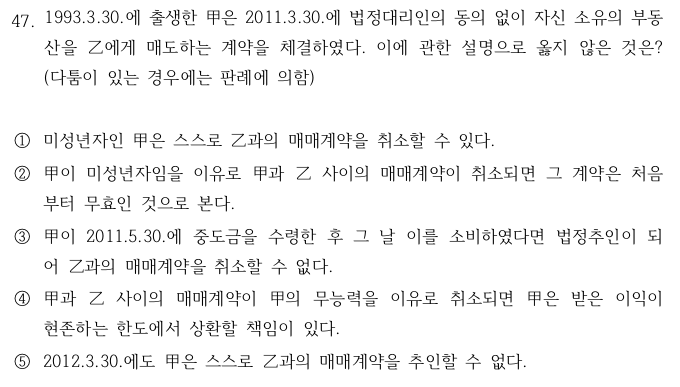 47. 1993.3.30.에 출생한 甲은 2011.3.30.에 법정대리인의 동의 없이 자신 소유의 부동
산을 乙에게 매도하는 계약을 체결하였다. 이에 관한 설명으로 옳지 않은 것은?
(다툼이 있는 경우에는 판례에 의함)
① 미성년자인 甲은 스스로 乙과의 매매계약을 취소할 수 있다.
② 甲이 미성년자임을 이유로 甲과 乙 사이의 매매계약이 취소되면 그 계약은 처음
부터 무효인 것으로 본다.
③ 甲이 2011.5.30.에 중도금을 수령한 후 그 날 이를 소비하였다면 법정추인이 되
어 乙과의 매매계약을 취소할 수 없다.
④ 甲과 乙 사이의 매매계약이 甲의 무능력을 이유로 취소되면 甲은 받은 이익이
현존하는 한도에서 상환할 책임이 있다.
⑤ 2012.3.30.에도 甲은 스스로 乙과의 매매계약을 추인할 수 없다.